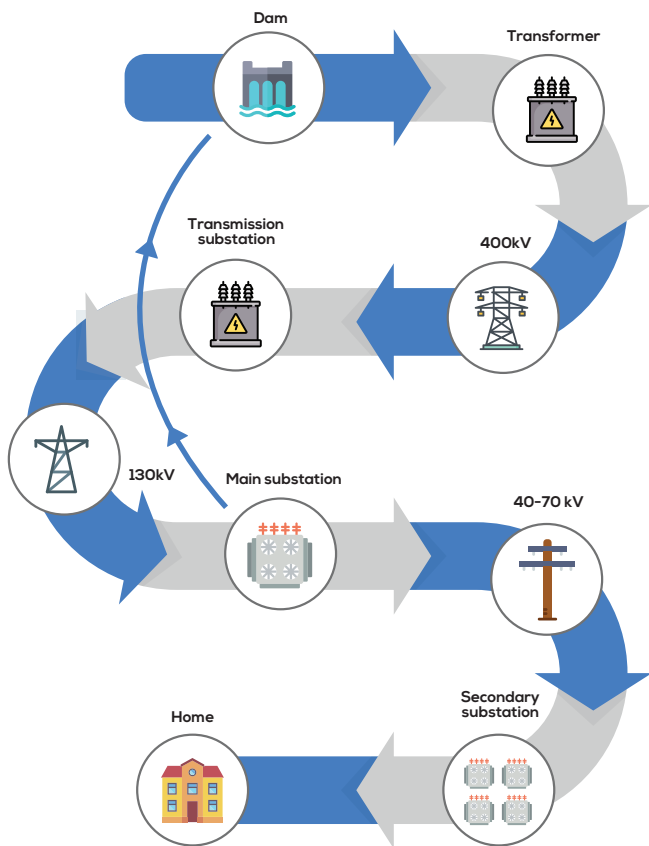 Dam
Transformer
Transmission
substation
400kV
130kV
Main substation
40-70 kV
Secondary
substation
Home